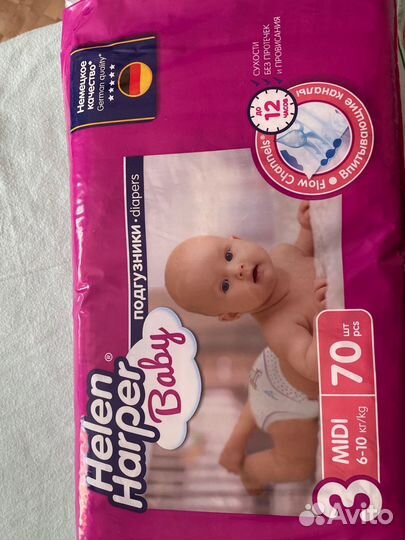 Немецкое
качество*
German quality*
до
12
часов
СУХОСТИ
БЕЗ ПРОТЕЧЕК
И ПРОВИСАНИЯ
Flow Channels • Впитывающие каналы
Helen
Harper®
Baby
подгузники • diapers
3
MIDI
6-10 кг/kg
70 шт
pcs
Avito